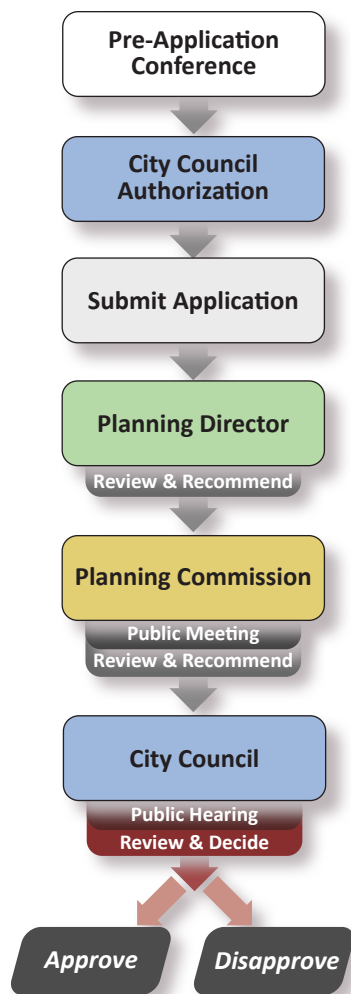 Pre-Application
Conference
City Council
Authorization
Submit Application
Planning Director
Review & Recommend
Planning Commission
Public Meeting
Review & Recommend
City Council
Public Hearing
Review & Decide
Approve
Disapprove